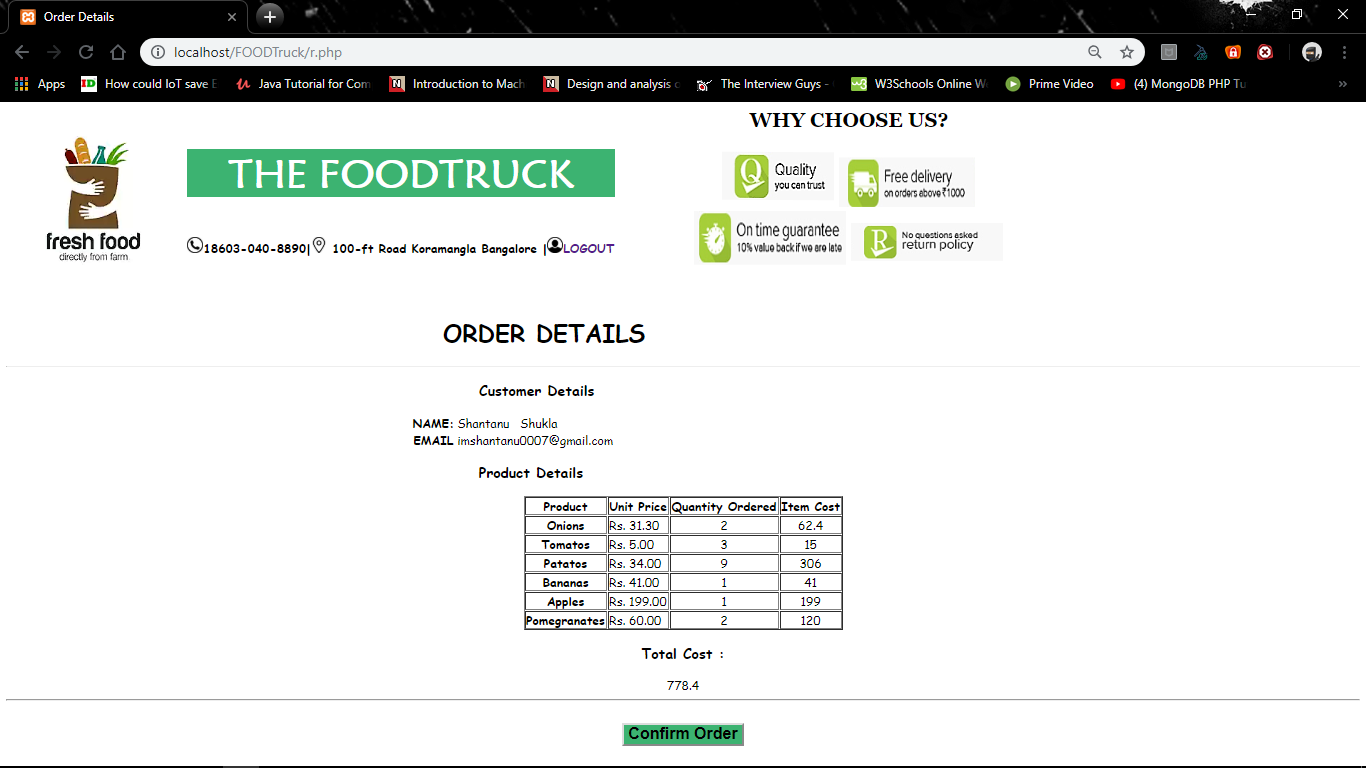 Order Details
localhost/FOODTruck/r.php
Apps How could IoT save E Java Tutorial for Com Introduction to Mach Design and analysis c The Interview Guys - W3Schools Online W Prime Video (4) MongoDB PHP Tu
fresh food
directly from farm
THE FOODTRUCK
18603-040-8890| 100-ft Road Koramangla Bangalore |LOGOUT
WHY CHOOSE US?
Quality
you can trust
Free delivery
on orders above ₹1000
On time guarantee
10% value back if we are late
No questions asked
return policy
ORDER DETAILS
Customer Details
NAME: Shantanu Shukla
EMAIL imshantanu0007@gmail.com
Product Details
Product Unit Price Quantity Ordered Item Cost
Onions Rs. 31.30 2 62.4
Tomatos Rs. 5.00 3 15
Patatos Rs. 34.00 9 306
Bananas Rs. 41.00 1 41
Apples Rs. 199.00 1 199
Pomegranates Rs. 60.00 2 120
Total Cost :
778.4
Confirm Order